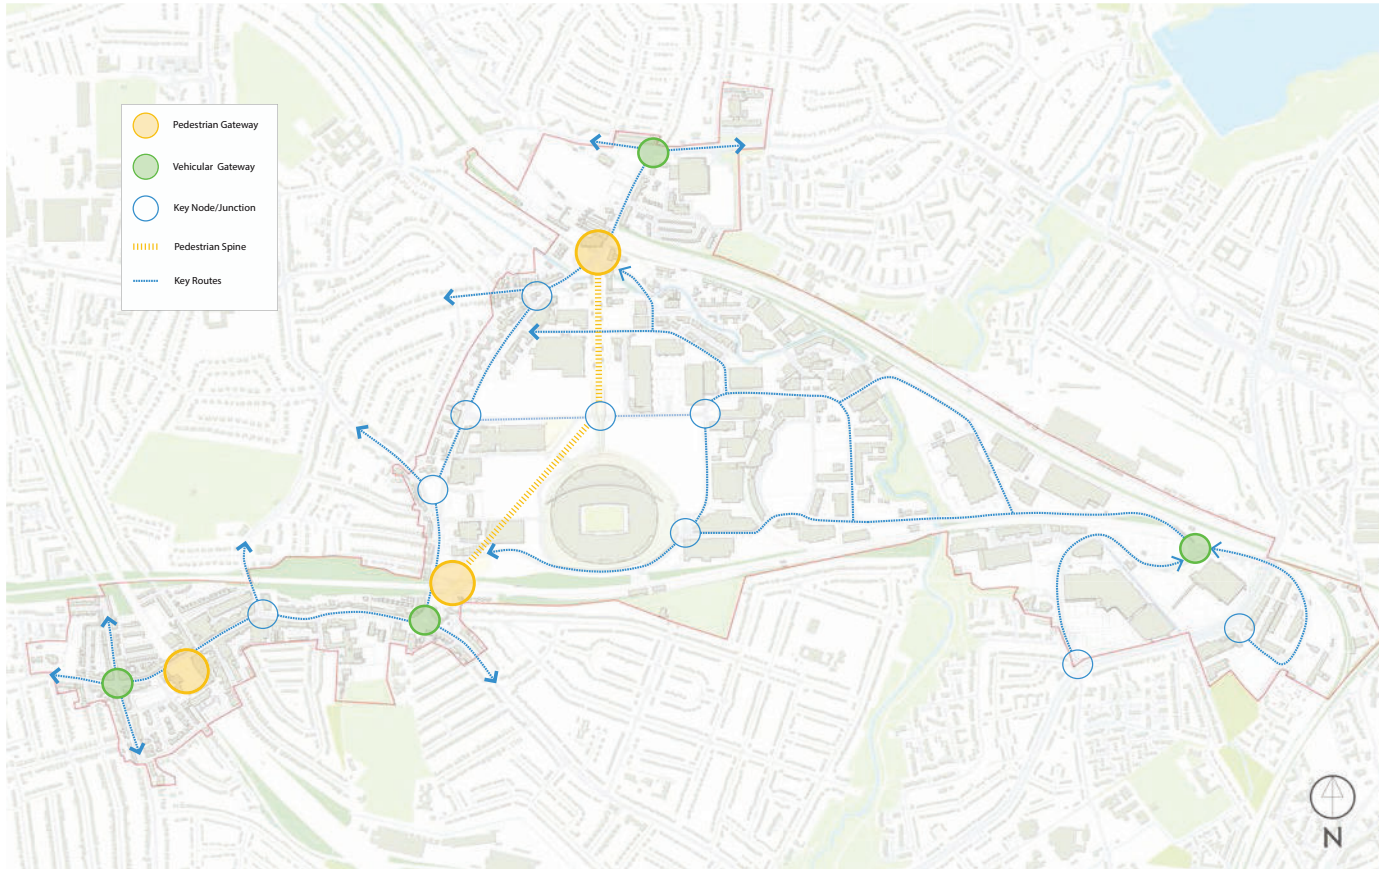 Pedestrian Gateway
Vehicular Gateway
Key Node/Junction
Pedestrian Spine
Key Routes
N